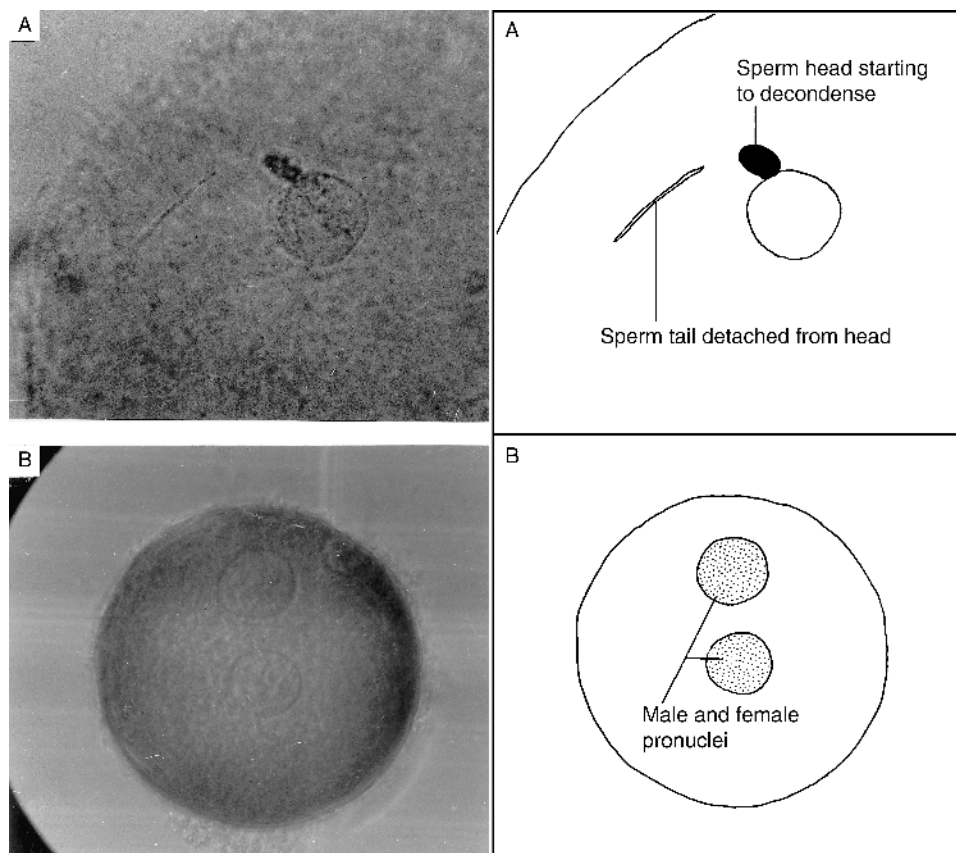 A
A
Sperm head starting
to decondense
Sperm tail detached from head
B
B
Male and female
pronuclei